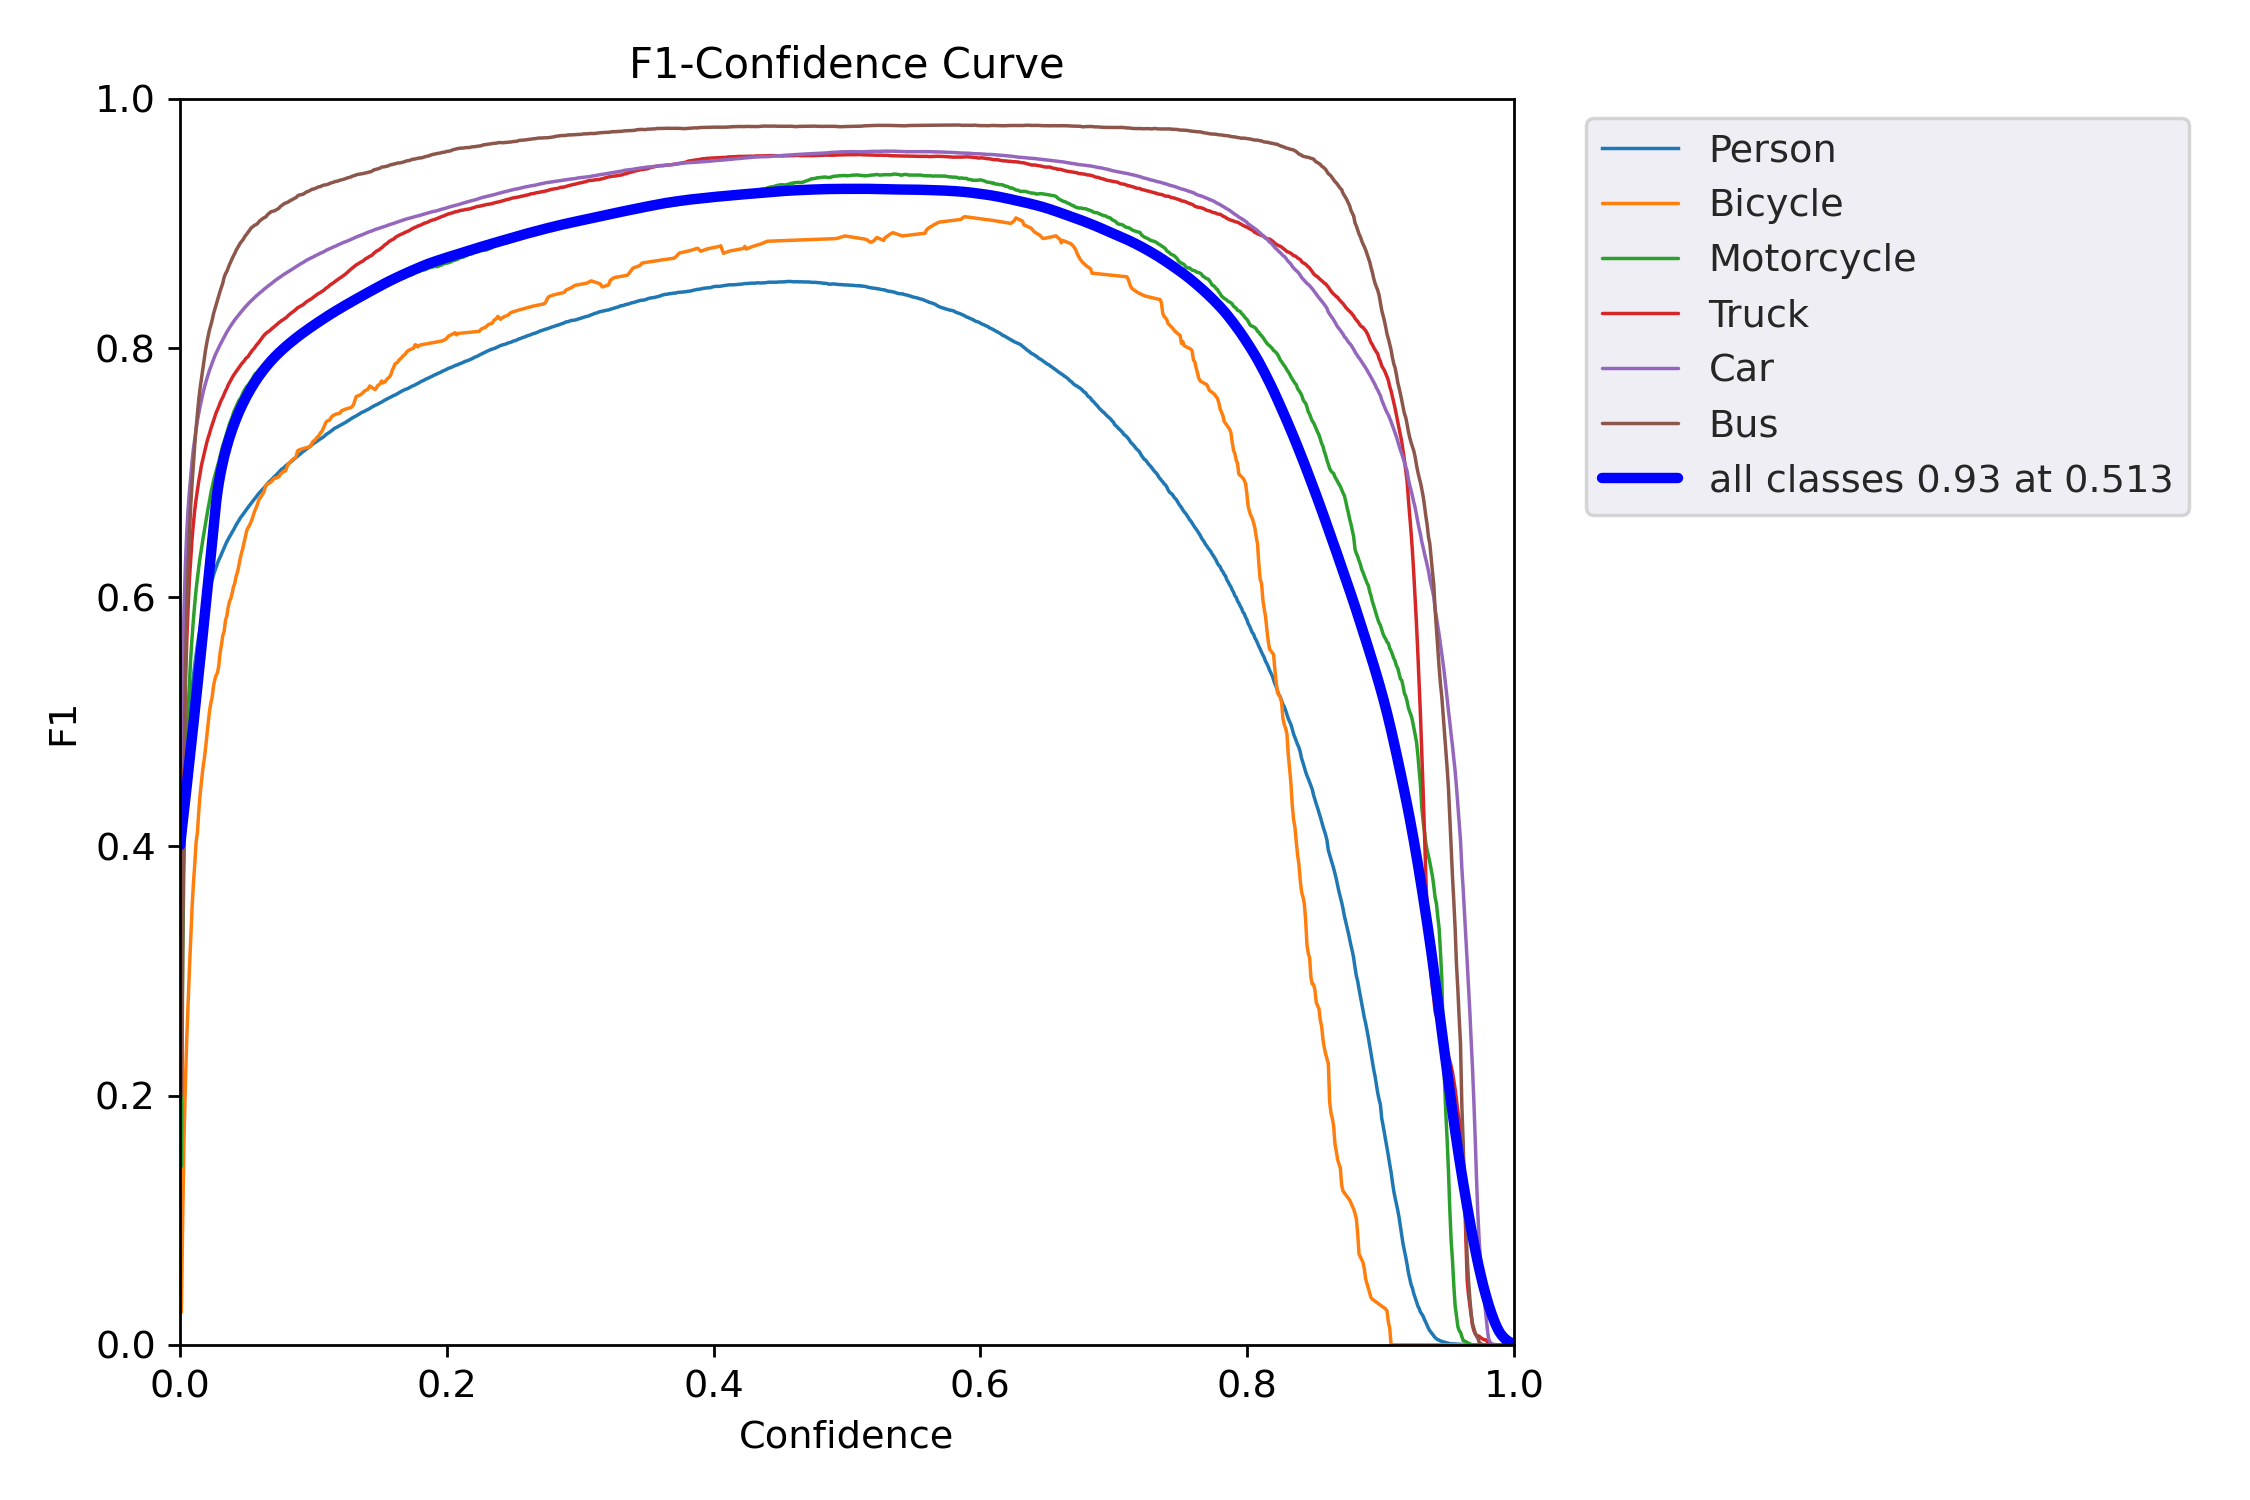 F1-Confidence Curve
1.0
0.8
0.6
0.4
0.2
0.0
F1
0.0 0.2 0.4 0.6 0.8 1.0
Confidence
Person
Bicycle
Motorcycle
Truck
Car
Bus
all classes 0.93 at 0.513